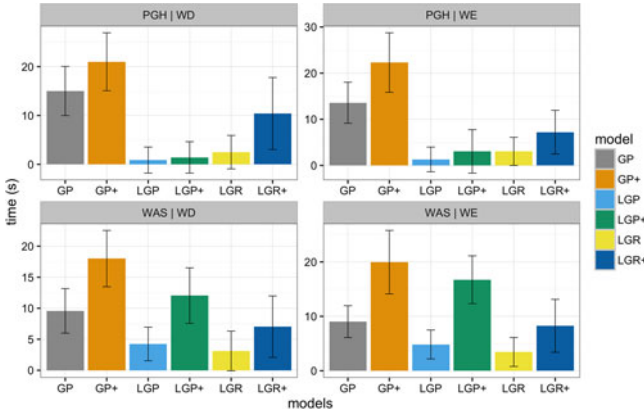 PGH | WD
PGH | WE
20
10
0
30
20
10
0
GP GP+ LGP LGP+ LGR LGR+
GP GP+ LGP LGP+ LGR LGR+
time (s)
WAS | WD
WAS | WE
20
15
10
5
0
20
10
0
GP GP+ LGP LGP+ LGR LGR+
GP GP+ LGP LGP+ LGR LGR+
models
model
GP
GP+
LGP
LGP+
LGR
LGR+